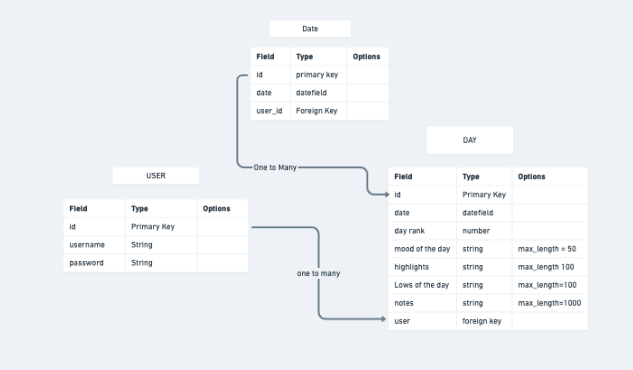 Date
Field Type Options
id primary key
date datefield
user_id Foreign Key
One to Many
DAY
Field Type Options
id Primary Key
date datefield
day rank number
mood of the day string max_length = 50
highlights string max_length 100
Lows of the day string max_length=100
notes string max_length=1000
user foreign key
USER
Field Type Options
id Primary Key
username String
password String
one to many